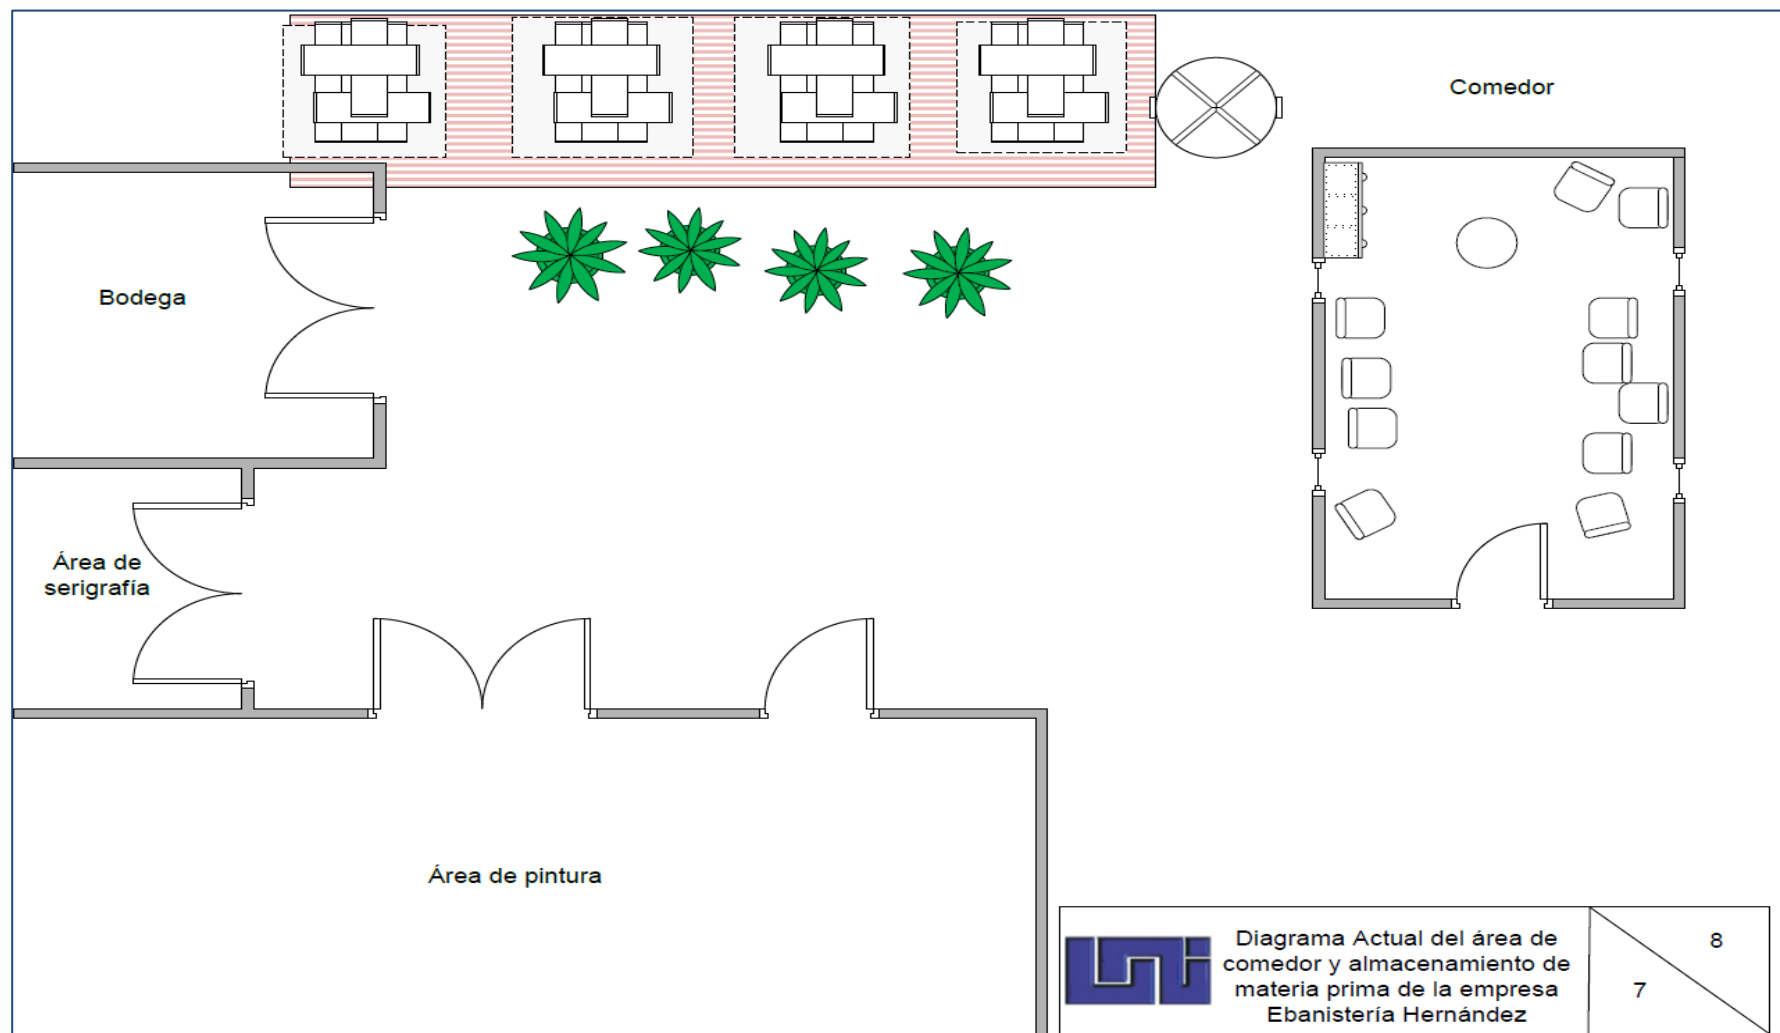 Comedor
Bodega
Área de
serigrafía
Área de pintura
Diagrama Actual del área de
comedor y almacenamiento de
materia prima de la empresa
Ebanistería Hernández
8
7